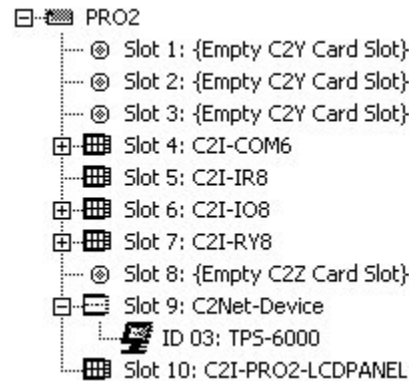 PRO2
Slot 1: {Empty C2Y Card Slot}
Slot 2: {Empty C2Y Card Slot}
Slot 3: {Empty C2Y Card Slot}
Slot 4: C2I-COM6
Slot 5: C2I-IR8
Slot 6: C2I-IO8
Slot 7: C2I-RY8
Slot 8: {Empty C2Z Card Slot}
Slot 9: C2Net-Device
ID 03: TPS-6000
Slot 10: C2I-PRO2-LCDPANEL